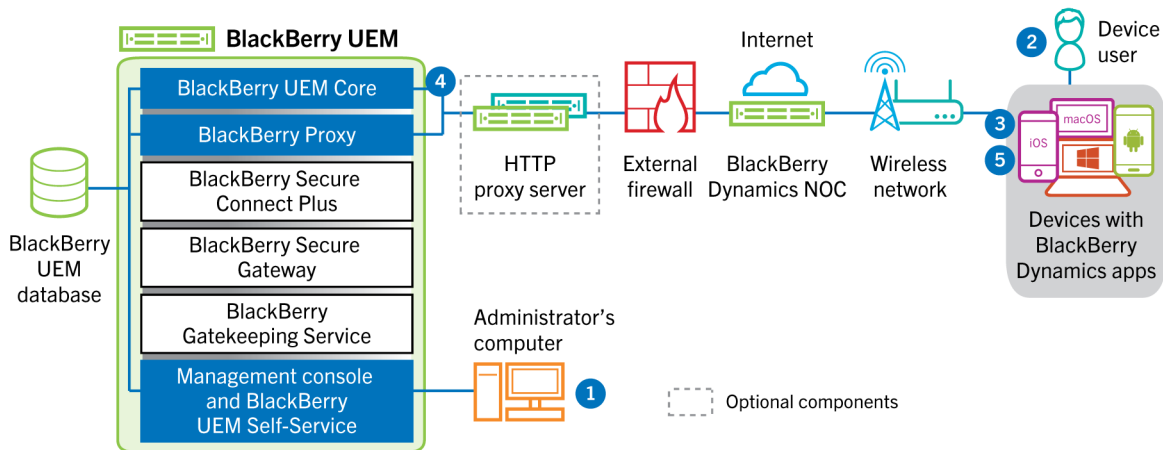 BlackBerry UEM
BlackBerry UEM Core
BlackBerry Proxy
BlackBerry Secure
Connect Plus
BlackBerry Secure
Gateway
BlackBerry
Gatekeeping Service
Management console
and BlackBerry
UEM Self-Service
BlackBerry
UEM
database
4
HTTP
proxy server
External
firewall
Internet
BlackBerry
Dynamics NOC
Wireless
network
2
Device
user
3
5
macOS
iOS
Devices with
BlackBerry
Dynamics apps
Administrator's
computer
1
Optional components